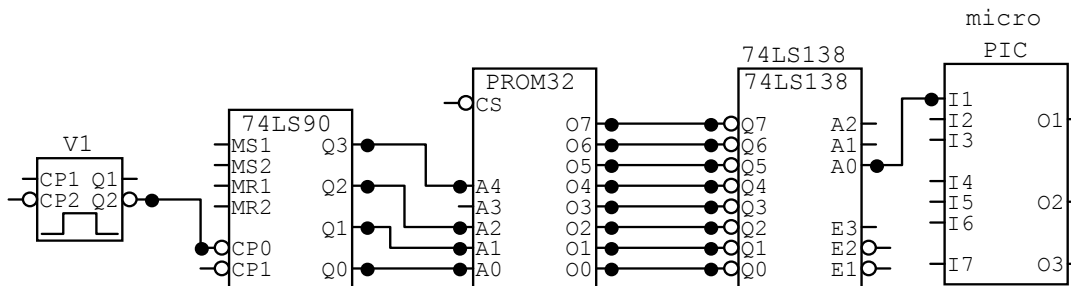 micro
PIC
74LS138
74LS138
PROM32
CS
74LS90
V1
CP1 Q1
CP2 Q2
MS1 Q3
MS2
MR1 Q2
MR2
Q1
CP0
CP1 Q0
A4
A3
A2
A1
A0
O7
O6
O5
O4
O3
O2
O1
O0
Q7 A2
Q6 A1
Q5 A0
Q4
Q3
Q2 E3
Q1 E2
Q0 E1
I1
I2 O1
I3
I4
I5 O2
I6
I7 O3